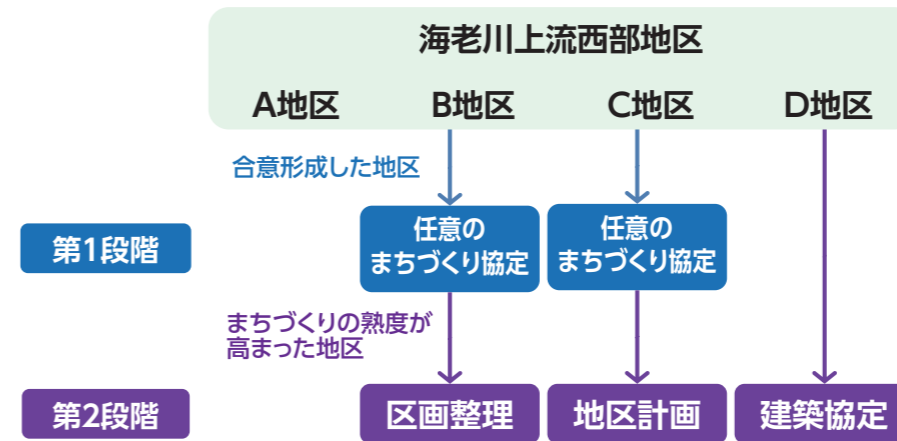 海老川上流西部地区
A地区 B地区 C地区 D地区
合意形成した地区
第1段階
任意の
まちづくり協定
任意の
まちづくり協定
まちづくりの熟度が
高まった地区
第2段階
区画整理
地区計画
建築協定